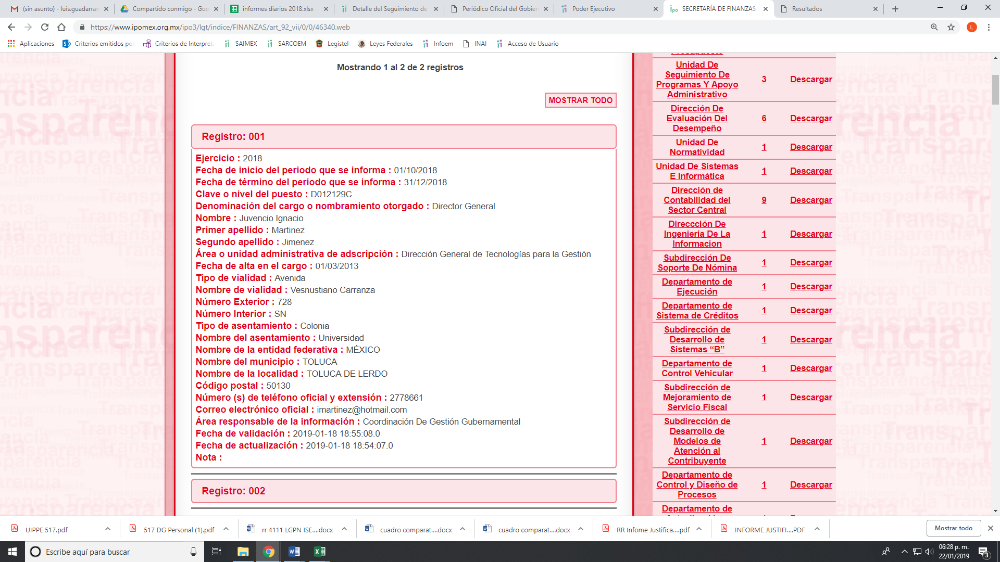 (sin asunto) - luis.guadarran
Compartido conmigo - Goo
informes diarios 2018.xlsx -
Detalle del Seguimiento de
Periódico Oficial del Gobiern
Poder Ejecutivo
SECRETARÍA DE FINANZAS
Resultados
https://www.ipomex.org.mx/ipo3/lgt/indice/FINANZAS/art_92_vii/0/0/46340.web
L
Aplicaciones
Criterios emitidos po
Criterios de Interpreta
SAIMEX
SARCOEM
Legistel
Leyes Federales
Infoem
INAI
Acceso de Usuario
Mostrando 1 al 2 de 2 registros
MOSTRAR TODO
Registro: 001
Ejercicio : 2018
Fecha de inicio del periodo que se informa : 01/10/2018
Fecha de término del periodo que se informa : 31/12/2018
Clave o nivel del puesto : D012129C
Denominación del cargo o nombramiento otorgado : Director General
Nombre : Juvencio Ignacio
Primer apellido : Martinez
Segundo apellido : Jimenez
Área o unidad administrativa de adscripción : Dirección General de Tecnologías para la Gestión
Fecha de alta en el cargo : 01/03/2013
Tipo de vialidad : Avenida
Nombre de vialidad : Vesnustiano Carranza
Número Exterior : 728
Número Interior : SN
Tipo de asentamiento : Colonia
Nombre del asentamiento : Universidad
Nombre de la entidad federativa : MÉXICO
Nombre del municipio : TOLUCA
Nombre de la localidad : TOLUCA DE LERDO
Código postal : 50130
Número (s) de teléfono oficial y extensión : 2778661
Correo electrónico oficial : imartinez@hotmail.com
Área responsable de la información : Coordinación De Gestión Gubernamental
Fecha de validación : 2019-01-18 18:55:08.0
Fecha de actualización : 2019-01-18 18:54:07.0
Nota :
Registro: 002
Presupuesto
Unidad De
Seguimiento De
Programas Y Apoyo
Administrativo
3 Descargar
Dirección De
Evaluación Del
Desempeño
6 Descargar
Unidad De
Normatividad
1 Descargar
Unidad De Sistemas
E Informática
1 Descargar
Dirección de
Contabilidad del
Sector Central
9 Descargar
Direccción De
Ingenieria De La
Informacion
1 Descargar
Subdirección De
Soporte De Nómina
1 Descargar
Departamento de
Ejecución
1 Descargar
Departamento de
Sistema de Créditos
1 Descargar
Subdirección de
Desarrollo de
Sistemas “B”
1 Descargar
Departamento de
Control Vehicular
1 Descargar
Subdirección de
Mejoramiento de
Servicio Fiscal
1 Descargar
Subdirección de
Desarrollo de
Modelos de
Atención al
Contribuyente
1 Descargar
Departamento de
Control y Diseño de
Procesos
1 Descargar
Departamento de
UIPPE 517.pdf
517 DG Personal (1).pdf
rr 4111 LGPN ISE....docx
cuadro comparat....docx
cuadro comparat....docx
RR Infome Justifica....pdf
INFORME JUSTIFI....PDF
Mostrar todo
Escribe aquí para buscar
06:28 p. m.
22/01/2019
3